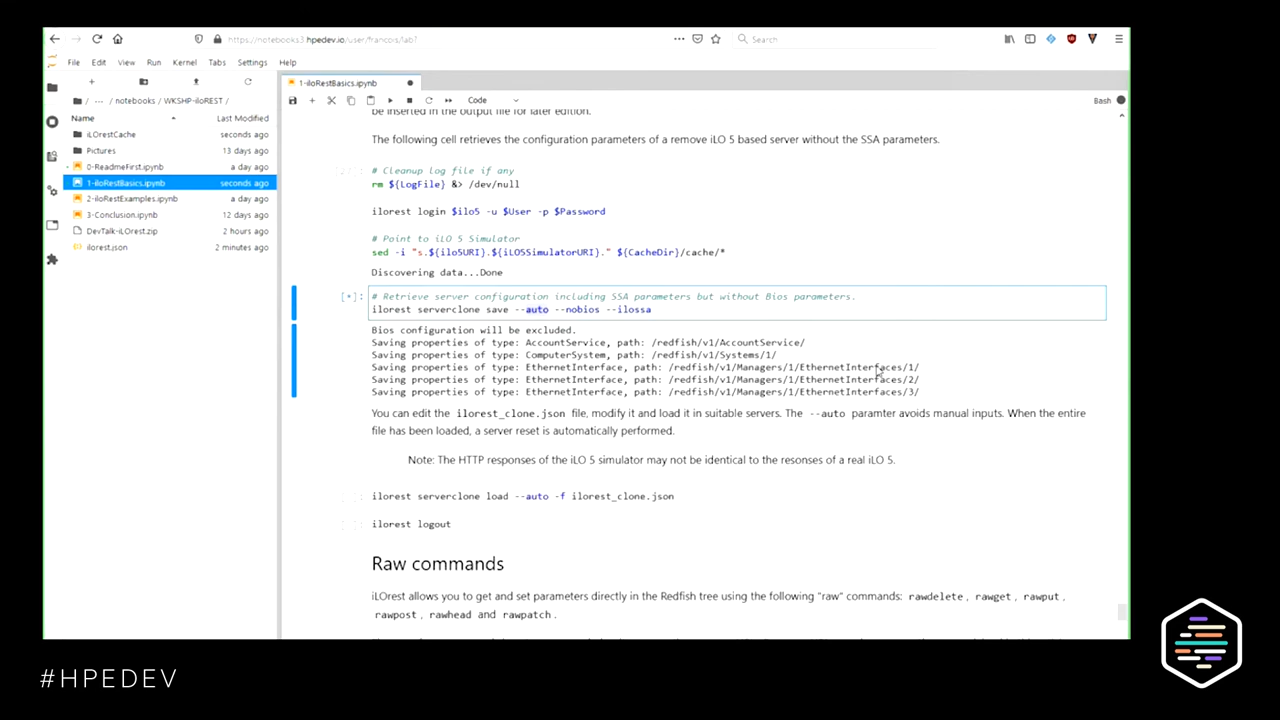 https://notebooks3.hpedev.io/user/francois/lab?
Search
File Edit View Run Kernel Tabs Settings Help
1-iloRestBasics.ipynb
/ ... / notebooks / WKSHP-iloREST /
Code
Bash
Name Last Modified
iLOrestCache seconds ago
Pictures 13 days ago
0-ReadmeFirst.ipynb a day ago
1-iloRestBasics.ipynb seconds ago
2-iloRestExamples.ipynb a day ago
3-Conclusion.ipynb 12 days ago
DevTalk-iLOrest.zip 2 hours ago
ilorest.json 2 minutes ago
be inserted in the output file for later edition.
The following cell retrieves the configuration parameters of a remove iLO 5 based server without the SSA parameters.
# Cleanup log file if any
rm ${LogFile} &> /dev/null
ilorest login $ilo5 -u $User -p $Password
# Point to iLO 5 Simulator
sed -i "s.${ilo5URI}.${iLO5SimulatorURI}." ${CacheDir}/cache/*
Discovering data...Done
[*]: # Retrieve server configuration including SSA parameters but without Bios parameters.
ilorest serverclone save --auto --nobios --ilossa
Bios configuration will be excluded.
Saving properties of type: AccountService, path: /redfish/v1/AccountService/
Saving properties of type: ComputerSystem, path: /redfish/v1/Systems/1/
Saving properties of type: EthernetInterface, path: /redfish/v1/Managers/1/EthernetInterfaces/1/
Saving properties of type: EthernetInterface, path: /redfish/v1/Managers/1/EthernetInterfaces/2/
Saving properties of type: EthernetInterface, path: /redfish/v1/Managers/1/EthernetInterfaces/3/
You can edit the ilorest_clone.json file, modify it and load it in suitable servers. The --auto paramter avoids manual inputs. When the entire
file has been loaded, a server reset is automatically performed.
Note: The HTTP responses of the iLO 5 simulator may not be identical to the resonses of a real iLO 5.
ilorest serverclone load --auto -f ilorest_clone.json
ilorest logout
Raw commands
iLOrest allows you to get and set parameters directly in the Redfish tree using the following "raw" commands: rawdelete, rawget, rawput,
rawpost, rawhead and rawpatch.
#HPEDEV